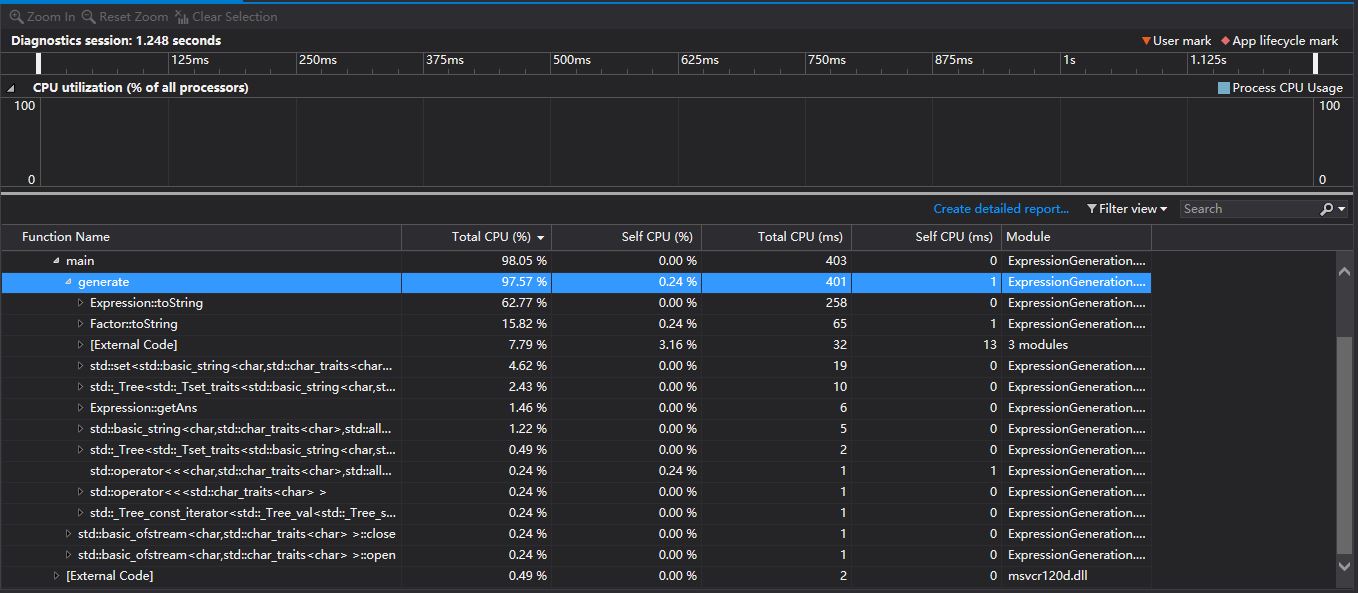 Zoom In Reset Zoom Clear Selection
Diagnostics session: 1.248 seconds User mark App lifecycle mark
125ms 250ms 375ms 500ms 625ms 750ms 875ms 1s 1.125s
CPU utilization (% of all processors) Process CPU Usage
100 100
0 0
Create detailed report... Filter view Search
Function Name Total CPU (%) Self CPU (%) Total CPU (ms) Self CPU (ms) Module
main 98.05 % 0.00 % 403 0 ExpressionGeneration....
generate 97.57 % 0.24 % 401 1 ExpressionGeneration....
Expression::toString 62.77 % 0.00 % 258 0 ExpressionGeneration....
Factor::toString 15.82 % 0.24 % 65 1 ExpressionGeneration....
[External Code] 7.79 % 3.16 % 32 13 3 modules
std::set<std::basic_string<char,std::char_traits<char... 4.62 % 0.00 % 19 0 ExpressionGeneration....
std::_Tree<std::_Tset_traits<std::basic_string<char,st... 2.43 % 0.00 % 10 0 ExpressionGeneration....
Expression::getAns 1.46 % 0.00 % 6 0 ExpressionGeneration....
std::basic_string<char,std::char_traits<char>,std::all... 1.22 % 0.00 % 5 0 ExpressionGeneration....
std::_Tree<std::_Tset_traits<std::basic_string<char,st... 0.49 % 0.00 % 2 0 ExpressionGeneration....
std::operator<<<char,std::char_traits<char>,std::all... 0.24 % 0.24 % 1 1 ExpressionGeneration....
std::operator<<<std::char_traits<char> > 0.24 % 0.00 % 1 0 ExpressionGeneration....
std::_Tree_const_iterator<std::_Tree_val<std::_Tree_s... 0.24 % 0.00 % 1 0 ExpressionGeneration....
std::basic_ofstream<char,std::char_traits<char> >::close 0.24 % 0.00 % 1 0 ExpressionGeneration....
std::basic_ofstream<char,std::char_traits<char> >::open 0.24 % 0.00 % 1 0 ExpressionGeneration....
[External Code] 0.49 % 0.00 % 2 0 msvcr120d.dll